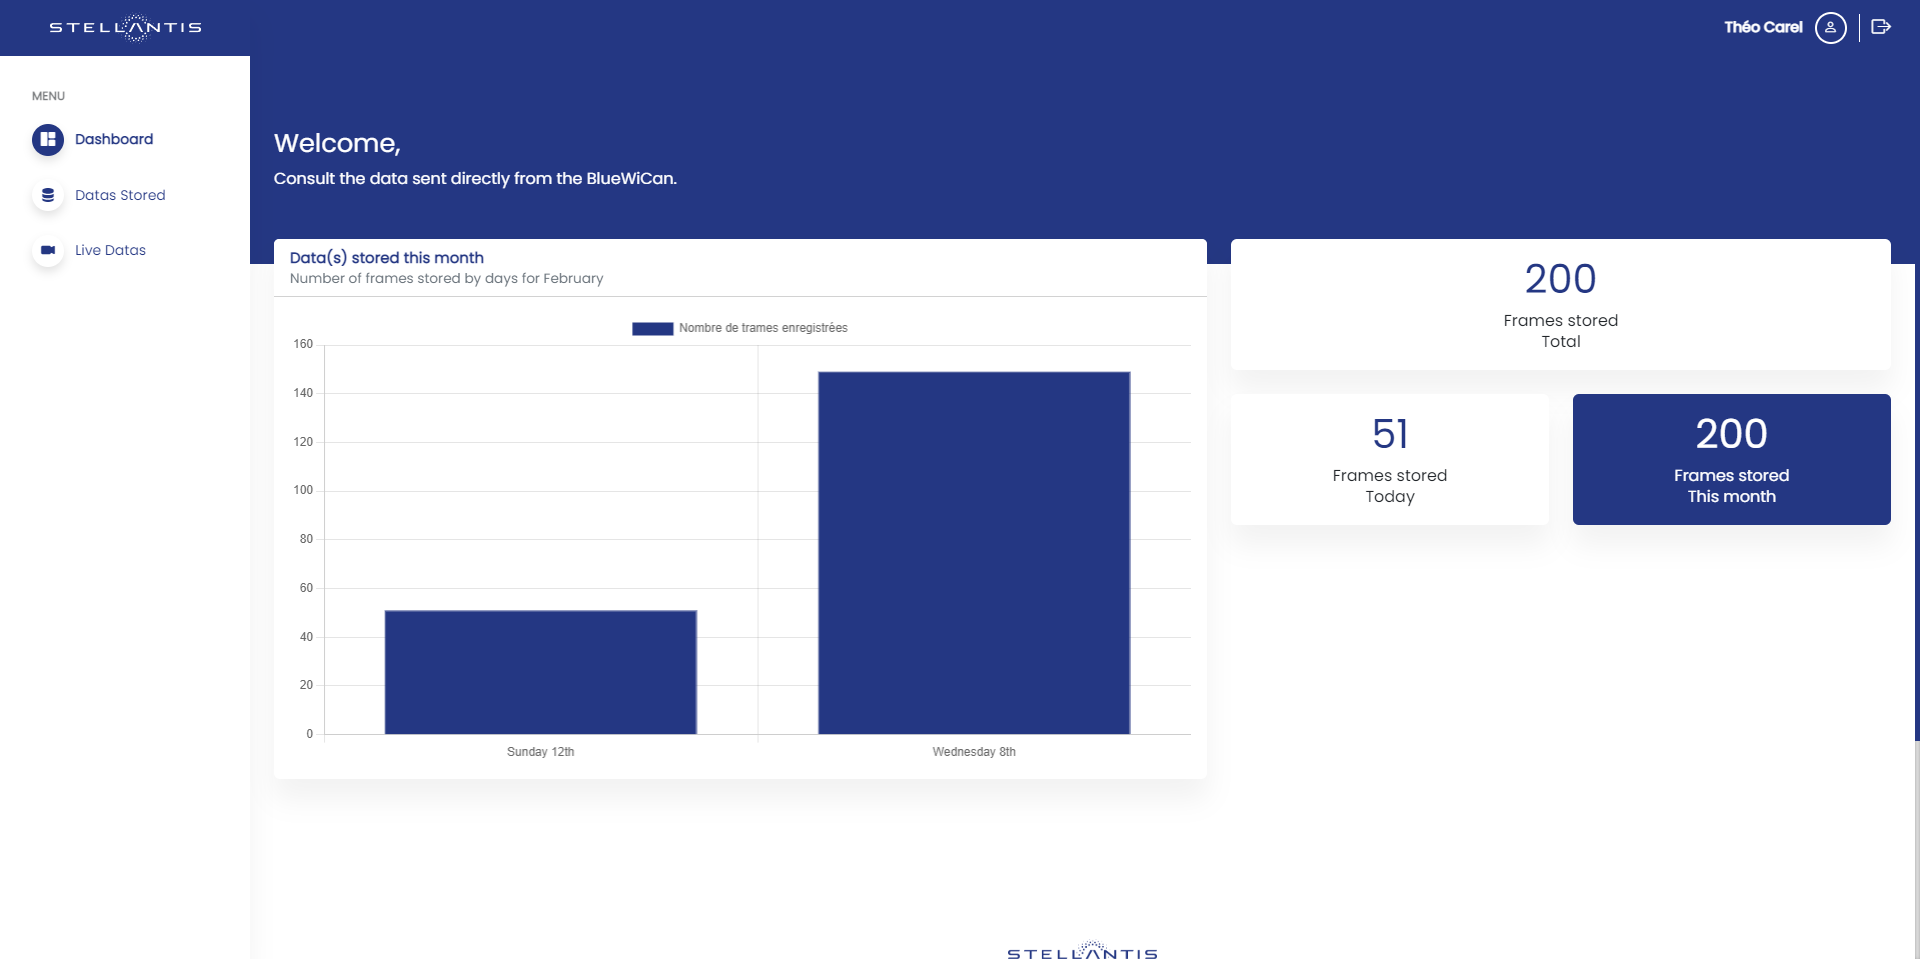 STELLANTIS
Théo Carel
MENU
Dashboard
Datas Stored
Live Datas
Welcome,
Consult the data sent directly from the BlueWiCan.
Data(s) stored this month
Number of frames stored by days for February
Nombre de trames enregistrées
160
140
120
100
80
60
40
20
0
Sunday 12th
Wednesday 8th
200
Frames stored
Total
51
Frames stored
Today
200
Frames stored
This month
STELLANTIS